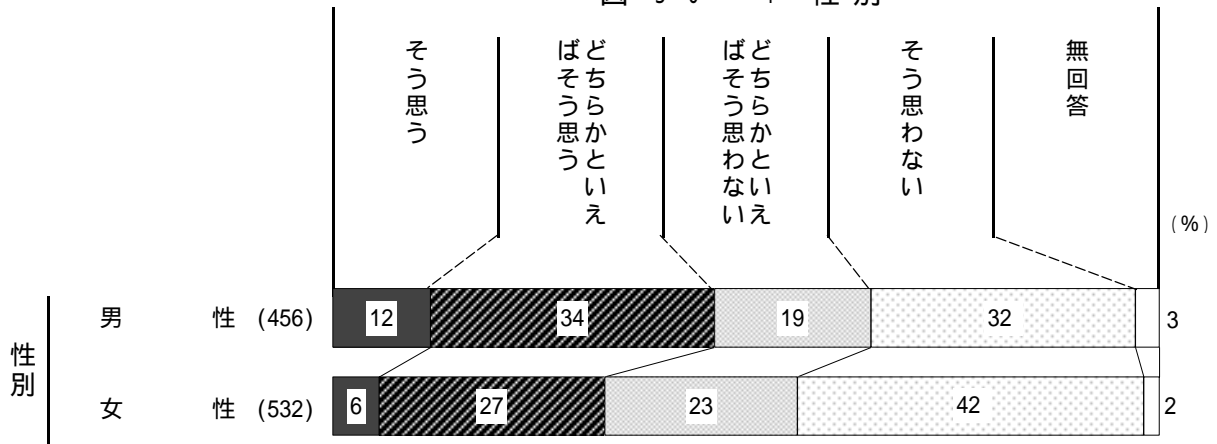 性別
そう思う
どちらかといえ
ばそう思う
どちらかといえ
ばそう思わない
そう思わない
無回答
(%)
性別
男 性 (456) 12 34 19 32 3
女 性 (532) 6 27 23 42 2